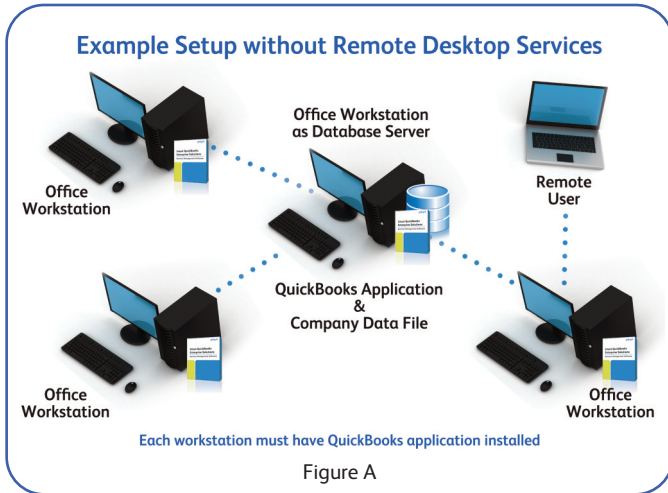 Example Setup without Remote Desktop Services
Office Workstation
as Database Server
Office
Workstation
Remote
User
QuickBooks Application
&
Company Data File
Office
Workstation
Office
Workstation
Each workstation must have QuickBooks application installed
Figure A